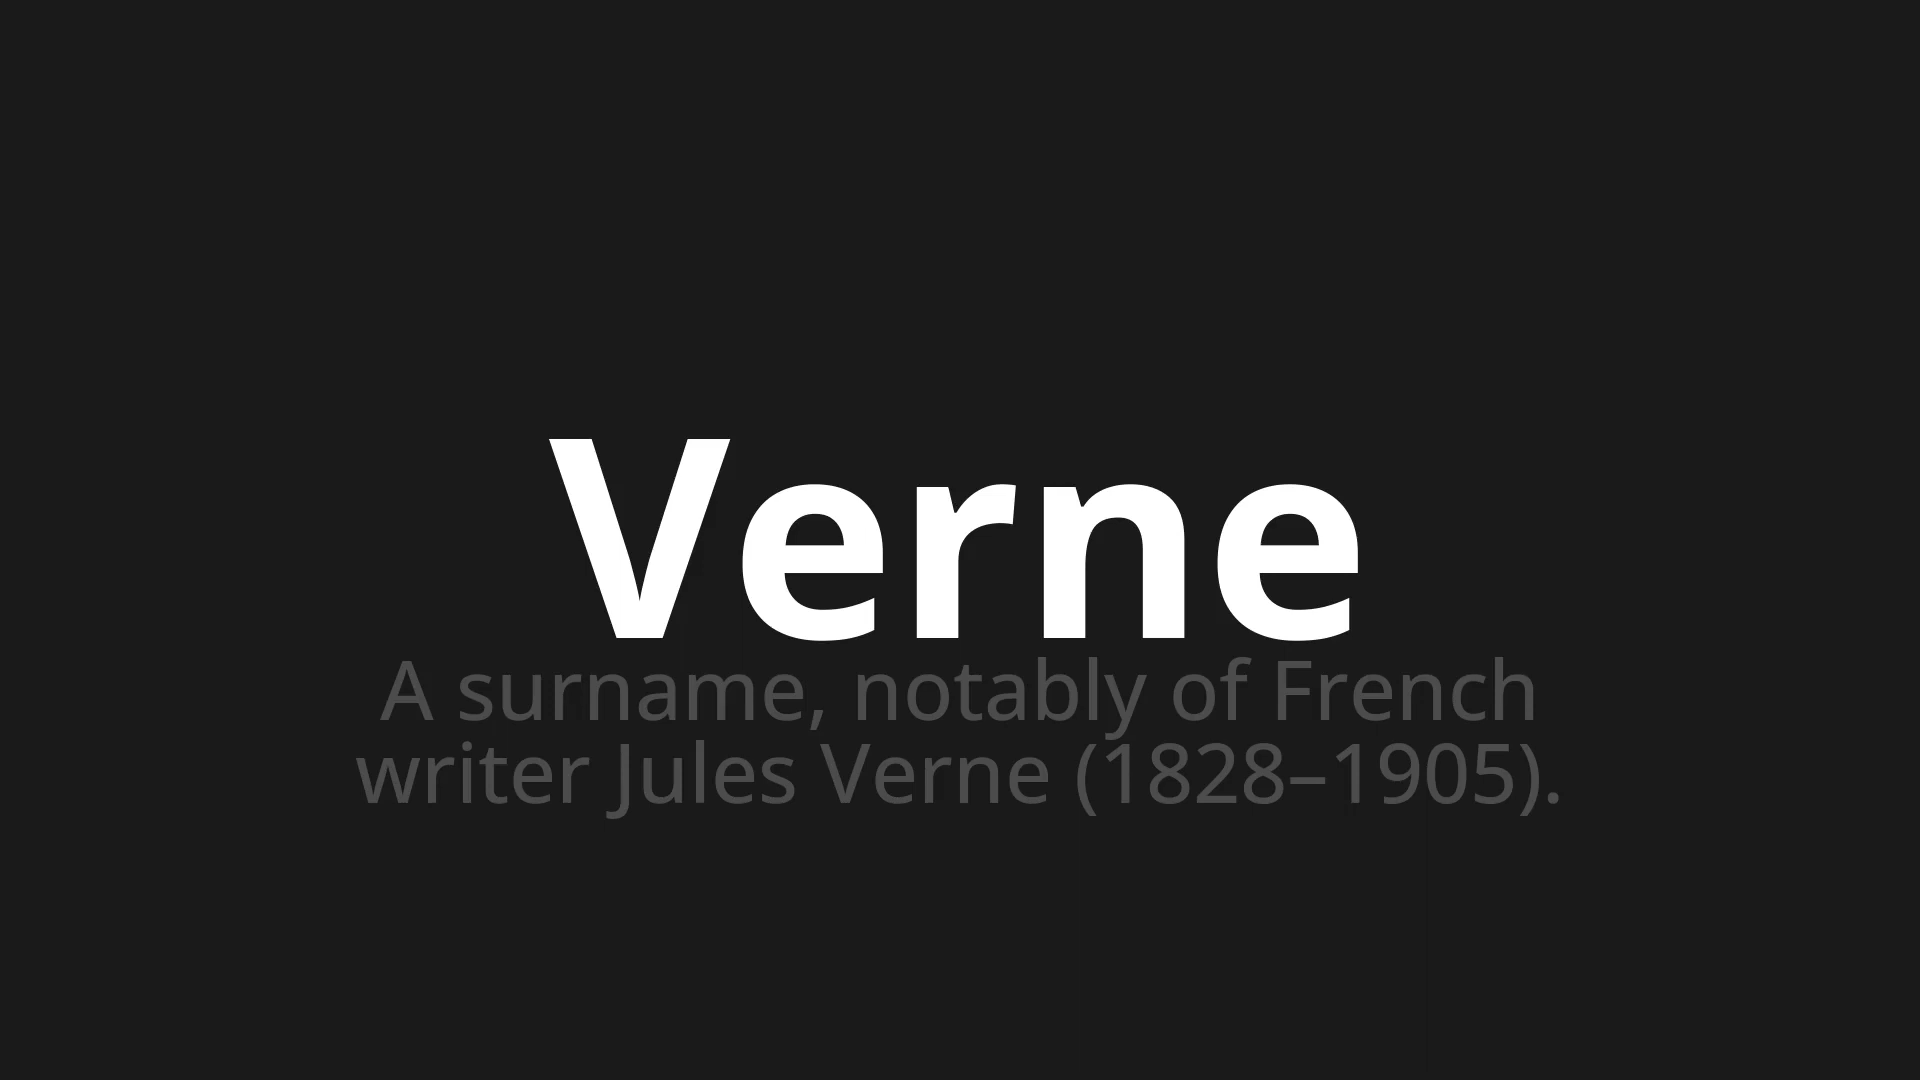 Verne
A surname, notably of French
writer Jules Verne (1828–1905).